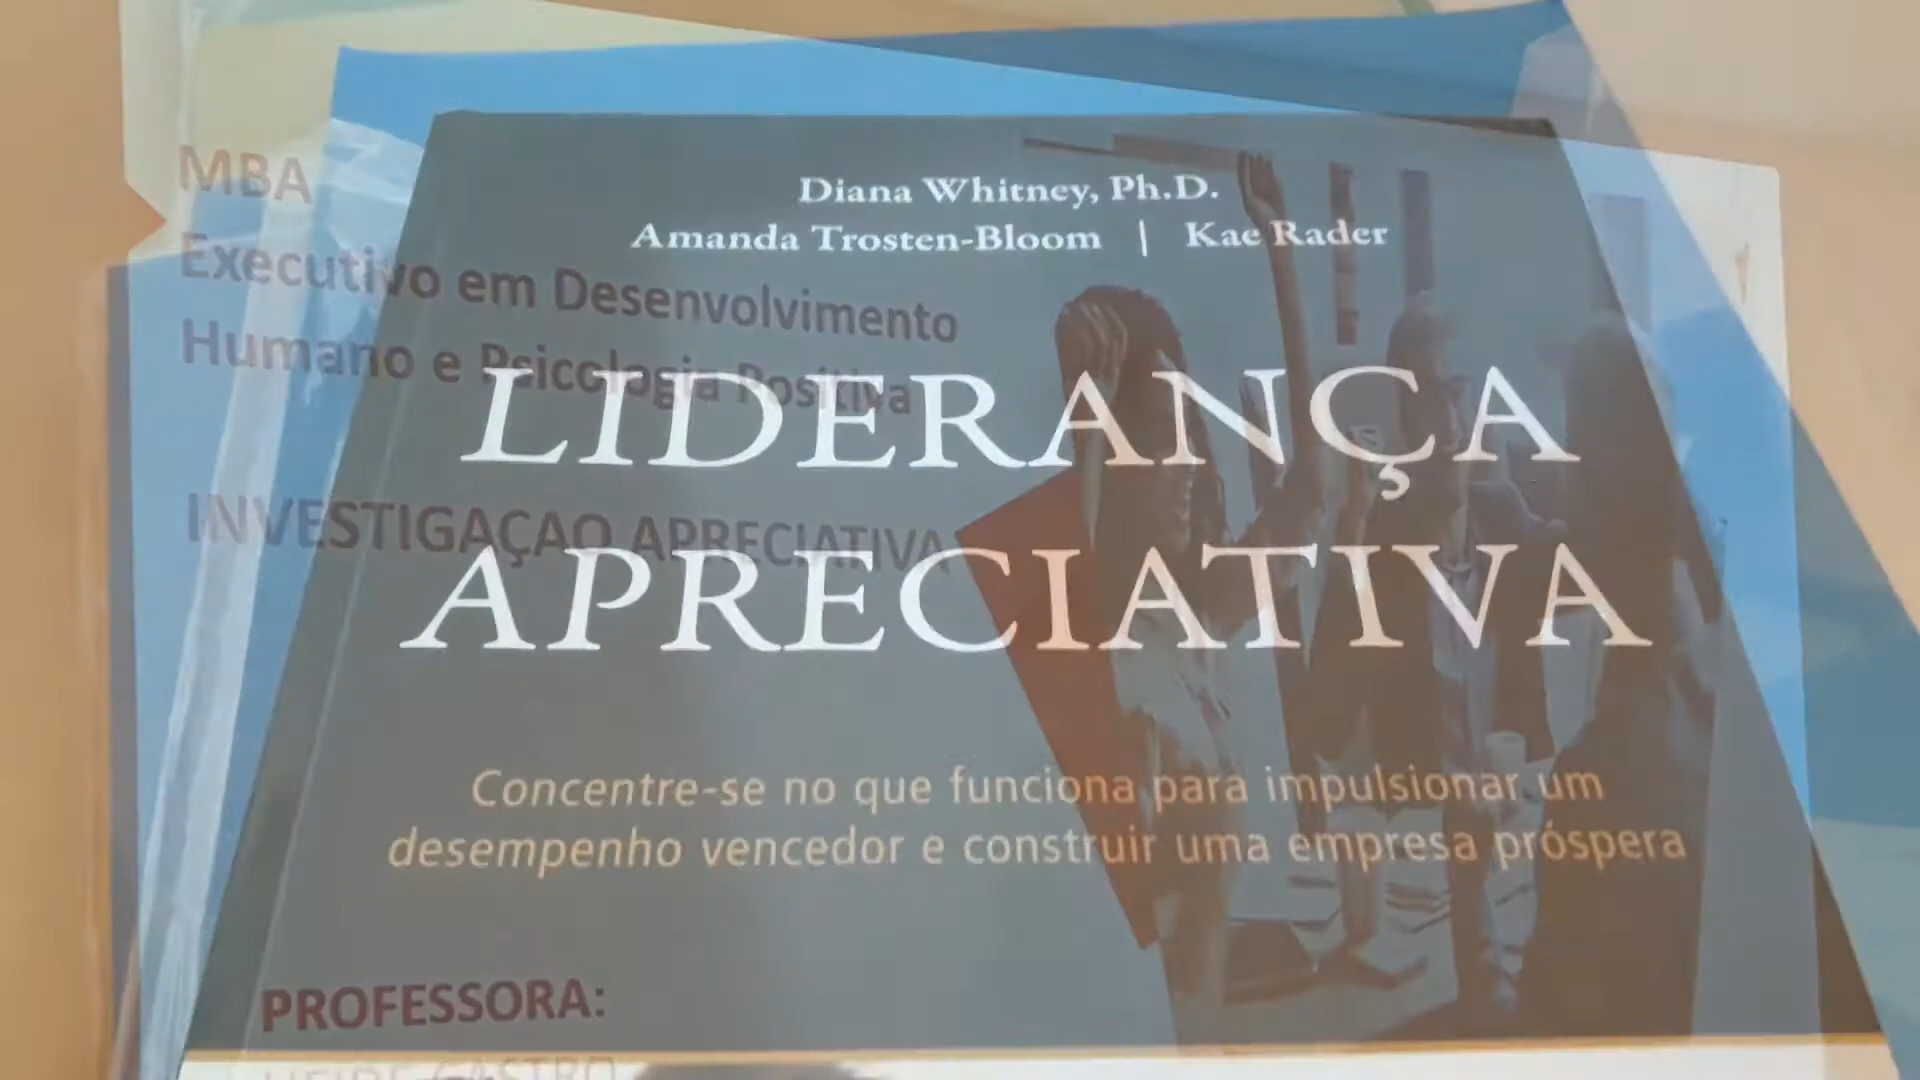 Diana Whitney, Ph.D.
Amanda Trosten-Bloom | Kae Rader
LIDERANÇA
APRECIATIVA
Concentre-se no que funciona para impulsionar um
desempenho vencedor e construir uma empresa próspera
MBA
Executivo em Desenvolvimento
Humano e Psicologia Positiva
INVESTIGAÇAO APRECIATIVA
PROFESSORA: